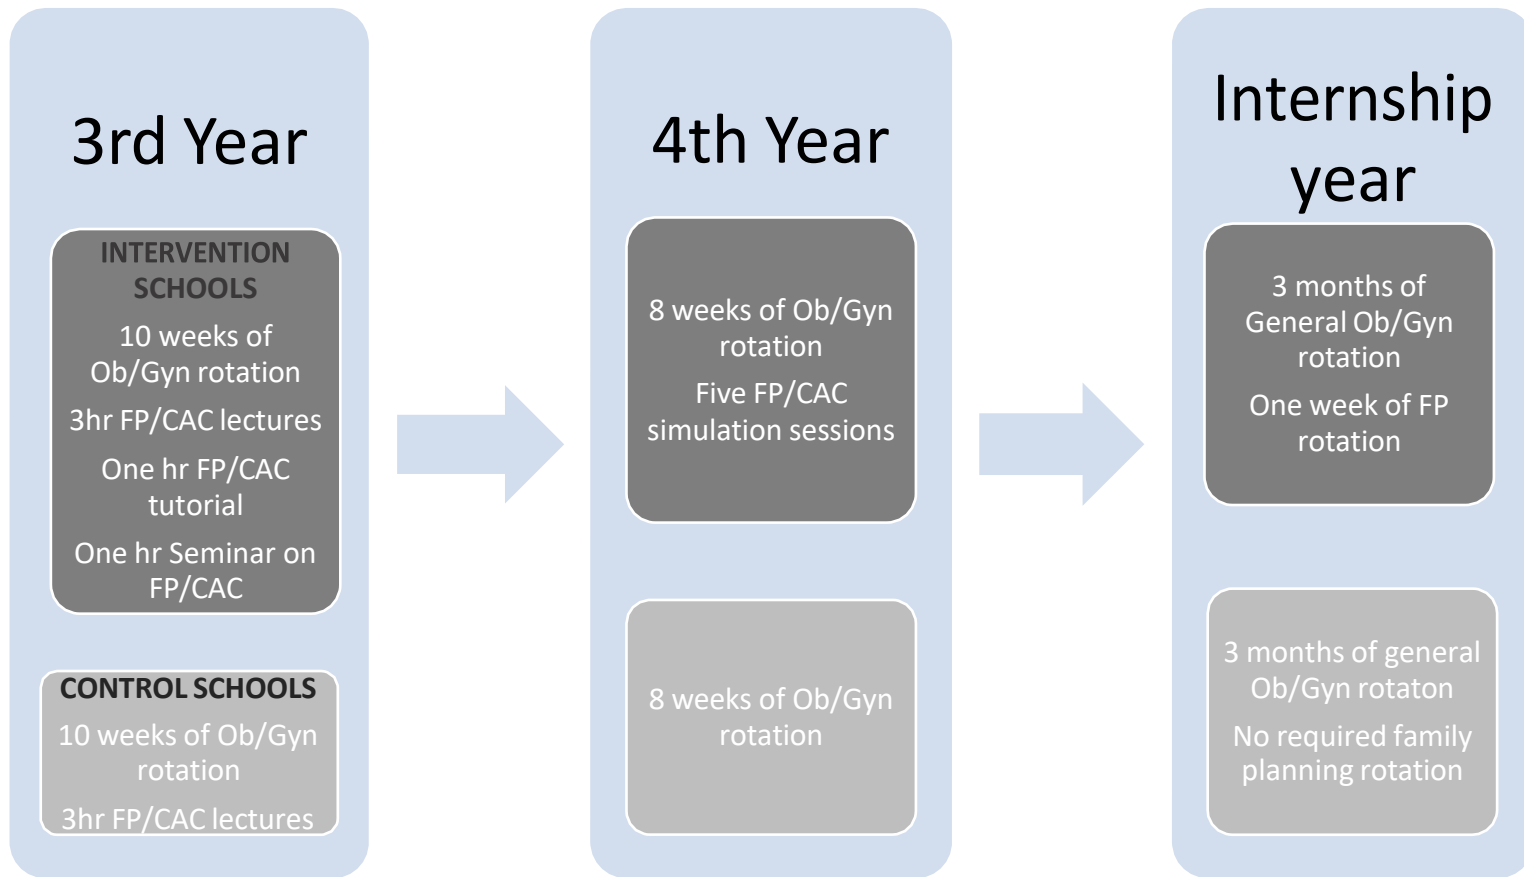 3rd Year
INTERVENTION
SCHOOLS
10 weeks of
Ob/Gyn rotation
3hr FP/CAC lectures
One hr FP/CAC
tutorial
One hr Seminar on
FP/CAC
CONTROL SCHOOLS
10 weeks of Ob/Gyn
rotation
3hr FP/CAC lectures
4th Year
8 weeks of Ob/Gyn
rotation
Five FP/CAC
simulation sessions
8 weeks of Ob/Gyn
rotation
Internship
year
3 months of
General Ob/Gyn
rotation
One week of FP
rotation
3 months of general
Ob/Gyn rotaton
No required family
planning rotation